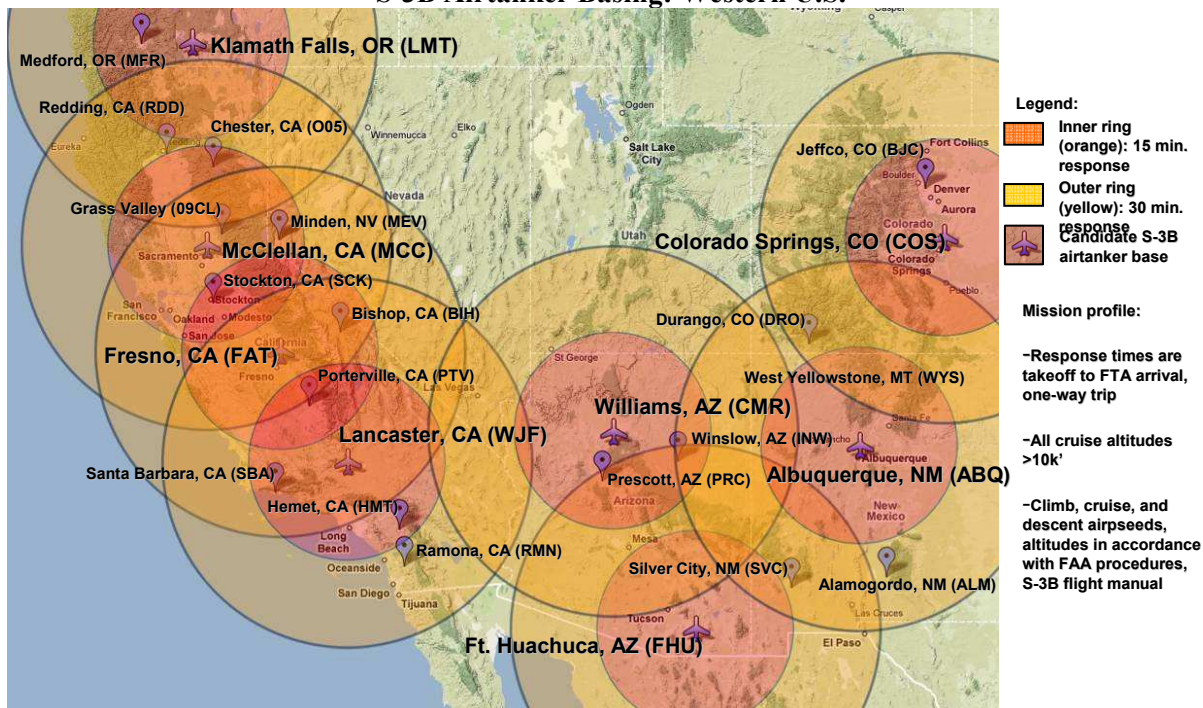 S-3B Airtanker Basing: Western U.S.
Wyoming
Casper
Klamath Falls, OR (LMT)
Medford, OR (MFR)
Redding, CA (RDD)
Chester, CA (O05)
Eureka
Redding
Winnemucca
Elko
Ogden
Salt Lake
City
Jeffco, CO (BJC)
Fort Collins
Boulder
Denver
Aurora
Nevada
Utah
Grass Valley (09CL)
Minden, NV (MEV)
McClellan, CA (MCC)
Sacramento
Colorado Springs, CO (COS)
Colorado
Colorado
Springs
Pueblo
Stockton, CA (SCK)
Stockton
San
Francisco
Oakland
Modesto
San Jose
Bishop, CA (BIH)
California
Durango, CO (DRO)
Fresno, CA (FAT)
Fresno
St George
Porterville, CA (PTV)
Las Vegas
West Yellowstone, MT (WYS)
Williams, AZ (CMR)
Santa Fe
Lancaster, CA (WJF)
Winslow, AZ (INW)
Rancho
Albuquerque
Santa Barbara, CA (SBA)
Prescott, AZ (PRC)
Albuquerque, NM (ABQ)
Arizona
Hemet, CA (HMT)
New
Mexico
Long
Beach
Mesa
Ramona, CA (RMN)
Oceanside
Silver City, NM (SVC)
Alamogordo, NM (ALM)
San Diego
Tijuana
Tucson
Las Cruces
El Paso
Ft. Huachuca, AZ (FHU)
Legend:
Inner ring
(orange): 15 min.
response
Outer ring
(yellow): 30 min.
response
Candidate S-3B
airtanker base
Mission profile:
−Response times are
takeoff to FTA arrival,
one-way trip
−All cruise altitudes
>10k’
−Climb, cruise, and
descent airpseeds,
altitudes in accordance
with FAA procedures,
S-3B flight manual